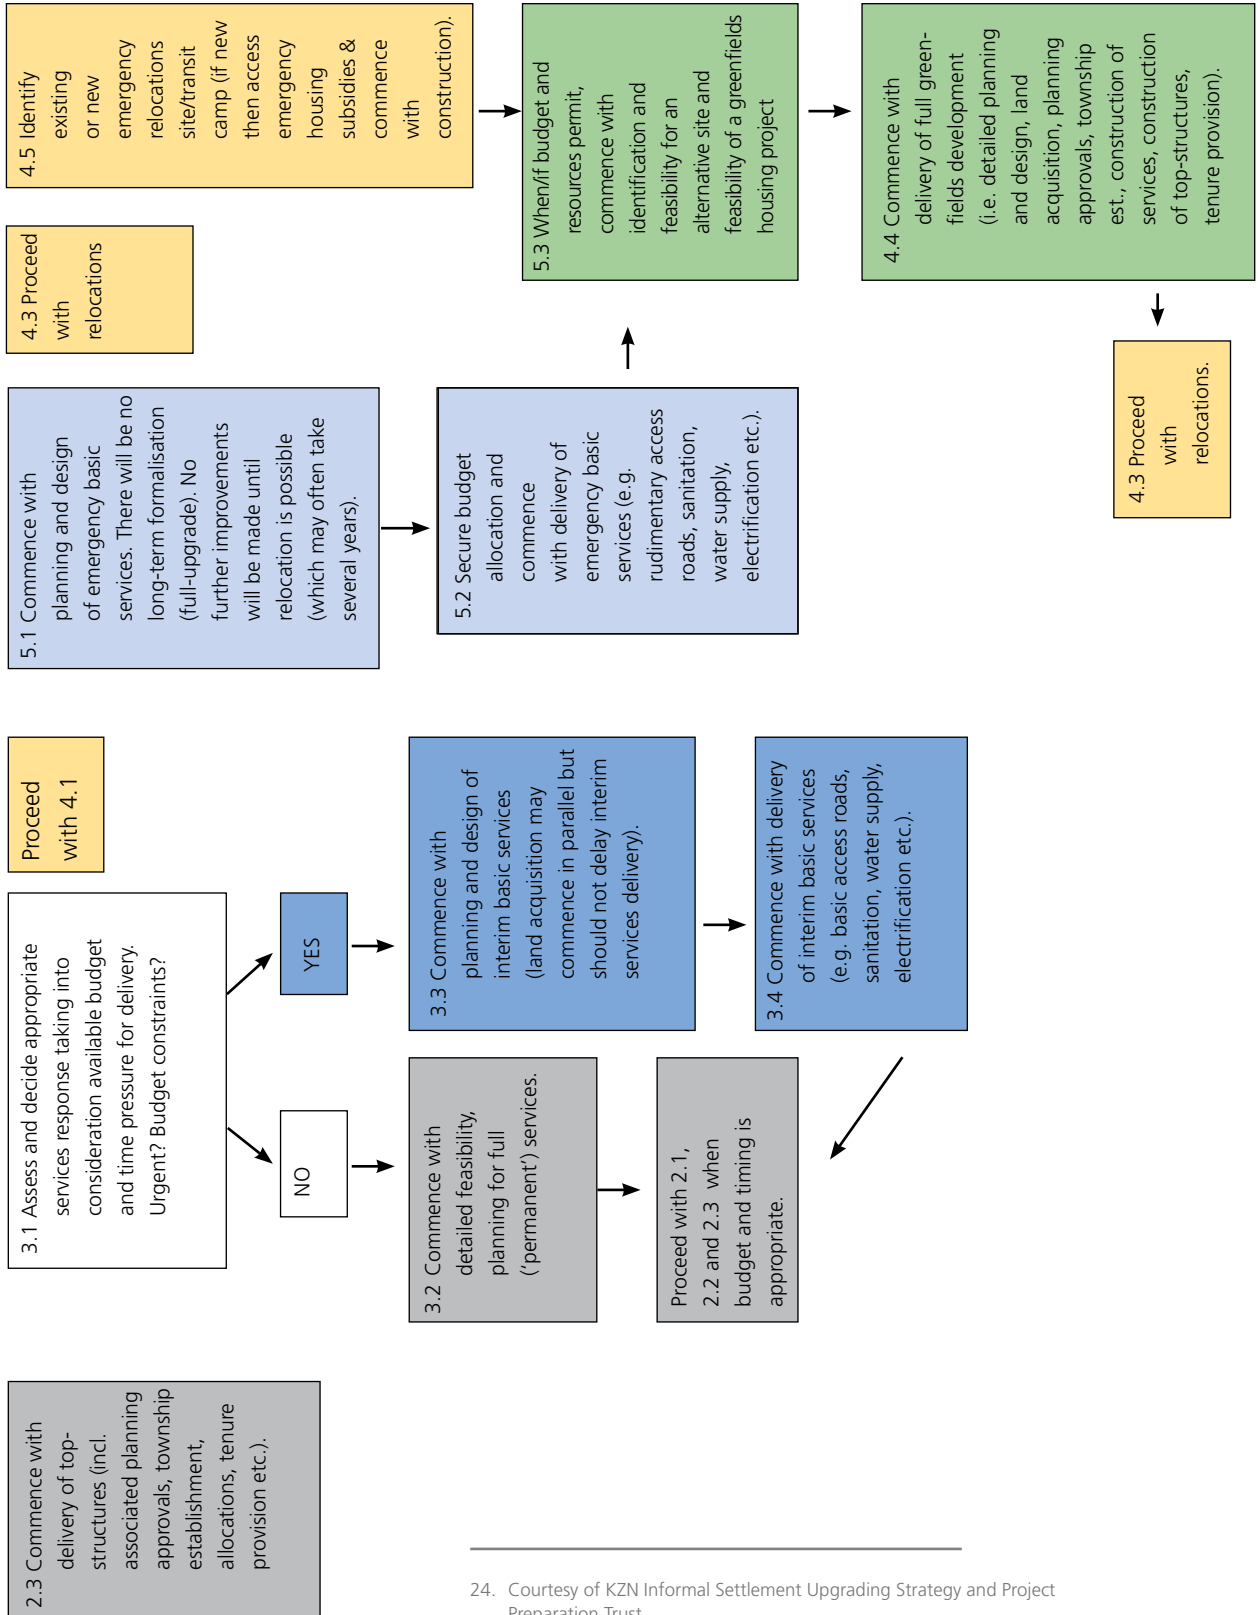 2.3 Commence with
delivery of top-
structures (incl.
associated planning
approvals, township
establishment,
allocations, tenure
provision etc.).
3.1 Assess and decide appropriate
services response taking into
consideration available budget
and time pressure for delivery.
Urgent? Budget constraints?
NO
YES
3.2 Commence with
detailed feasibility,
planning for full
(‘permanent’) services.
Proceed with 2.1,
2.2 and 2.3 when
budget and timing is
appropriate.
3.3 Commence with
planning and design of
interim basic services
(land acquisition may
commence in parallel but
should not delay interim
services delivery).
3.4 Commence with delivery
of interim basic services
(e.g. basic access roads,
sanitation, water supply,
electrification etc.).
Proceed
with 4.1
5.1 Commence with
planning and design
of emergency basic
services. There will be no
long-term formalisation
(full-upgrade). No
further improvements
will be made until
relocation is possible
(which may often take
several years).
5.2 Secure budget
allocation and
commence
with delivery of
emergency basic
services (e.g.
rudimentary access
roads, sanitation,
water supply,
electrification etc.).
4.3 Proceed
with
relocations
4.5 Identify
existing
or new
emergency
relocations
site/transit
camp (if new
then access
emergency
housing
subsidies &
commence
with
construction).
5.3 When/if budget and
resources permit,
commence with
identification and
feasibility for an
alternative site and
feasibility of a greenfields
housing project
4.4 Commence with
delivery of full green-
fields development
(i.e. detailed planning
and design, land
acquisition, planning
approvals, township
est., construction of
services, construction
of top-structures,
tenure provision).
4.3 Proceed
with
relocations.
24. Courtesy of KZN Informal Settlement Upgrading Strategy and Project
Preparation Trust